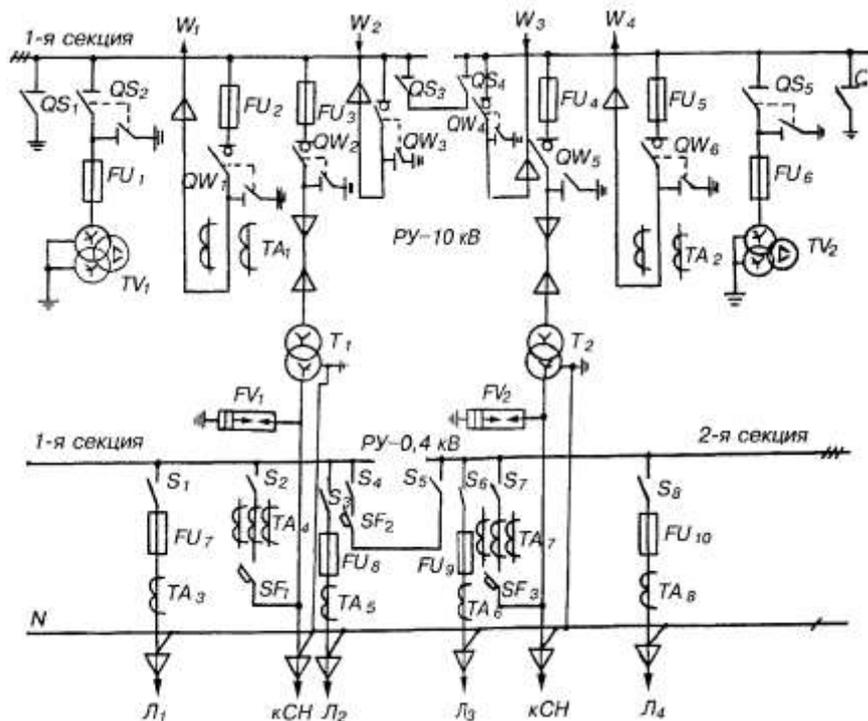 1-я секция W1 W2 W3 W4
QS1 QS2 FU2 FU3 QS3 QS4 FU4 FU5 QS5
QW1 QW2 QW3 QW4 QW5 QW6
FU1 FU6
РУ-10 кВ
TA1 TA2
TV1 TV2
T1 T2
FV1 FV2
1-я секция РУ-0,4 кВ 2-я секция
S1 S2 S3 S4 S5 S6 S7 S8
TA4 SF2 TA7
FU7 FU8 FU9 FU10
SF1 SF3
TA3 TA5 TA6 TA8
N
Л1 кСН Л2 Л3 кСН Л4